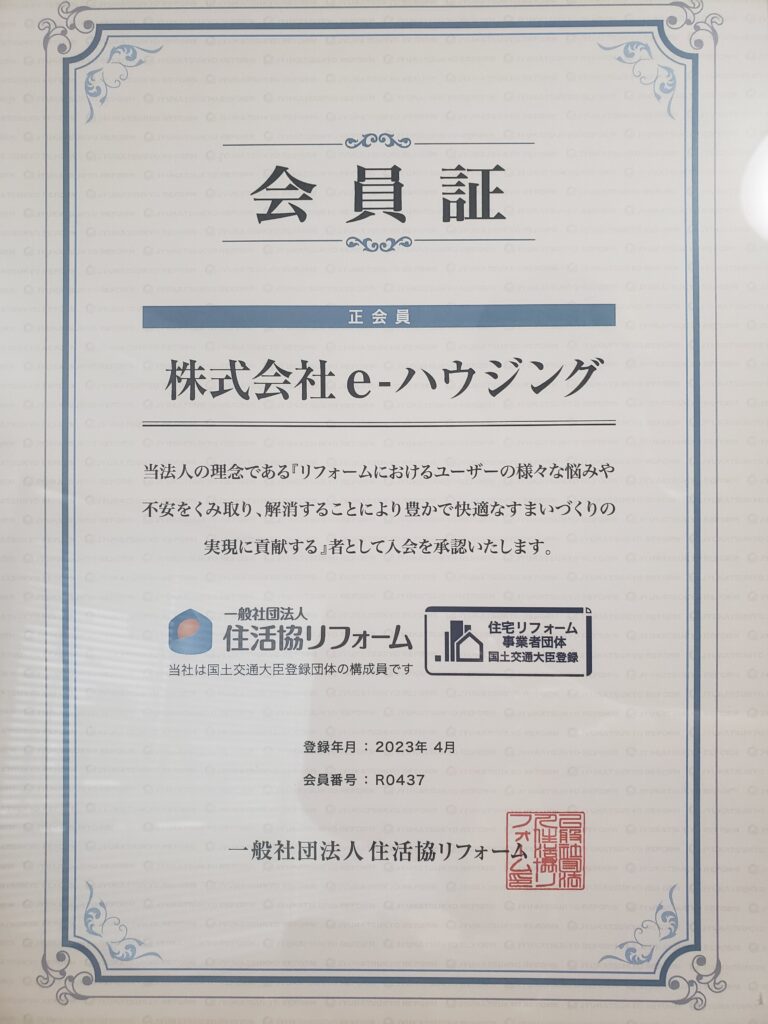 会員証
正会員
株式会社e-ハウジング
当法人の理念である『リフォームにおけるユーザーの様々な悩みや
不安をくみ取り、解消することにより豊かで快適なすまいづくりの
実現に貢献する』者として入会を承認いたします。
一般社団法人
住活協リフォーム
当社は国土交通大臣登録団体の構成員です
住宅リフォーム
事業者団体
国土交通大臣登録
登録年月：2023年 4月
会員番号：R0437
一般社団法人 住活協リフォーム